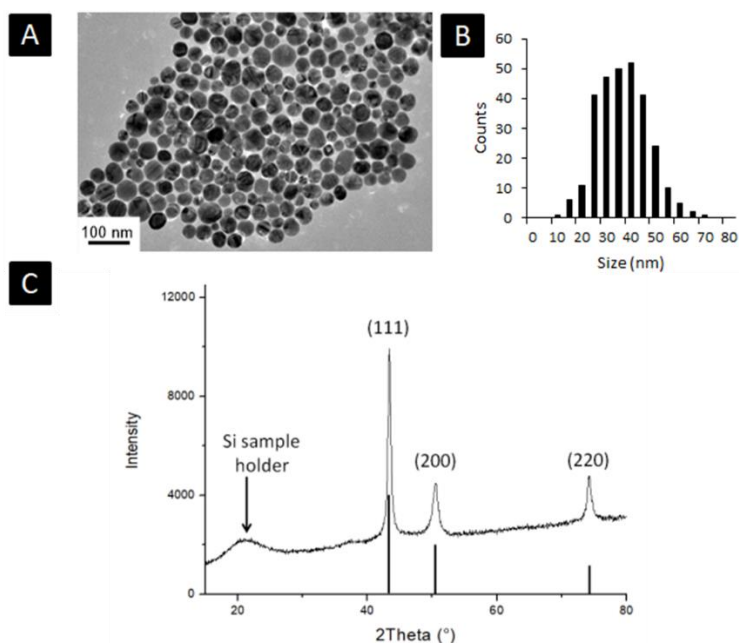 A
100 nm
B
60
50
40
30
20
10
0
Counts
0 10 20 30 40 50 60 70 80
Size (nm)
C
12000
8000
4000
0
Intensity
Si sample
holder
(111)
(200)
(220)
20 40 60 80
2Theta (°)